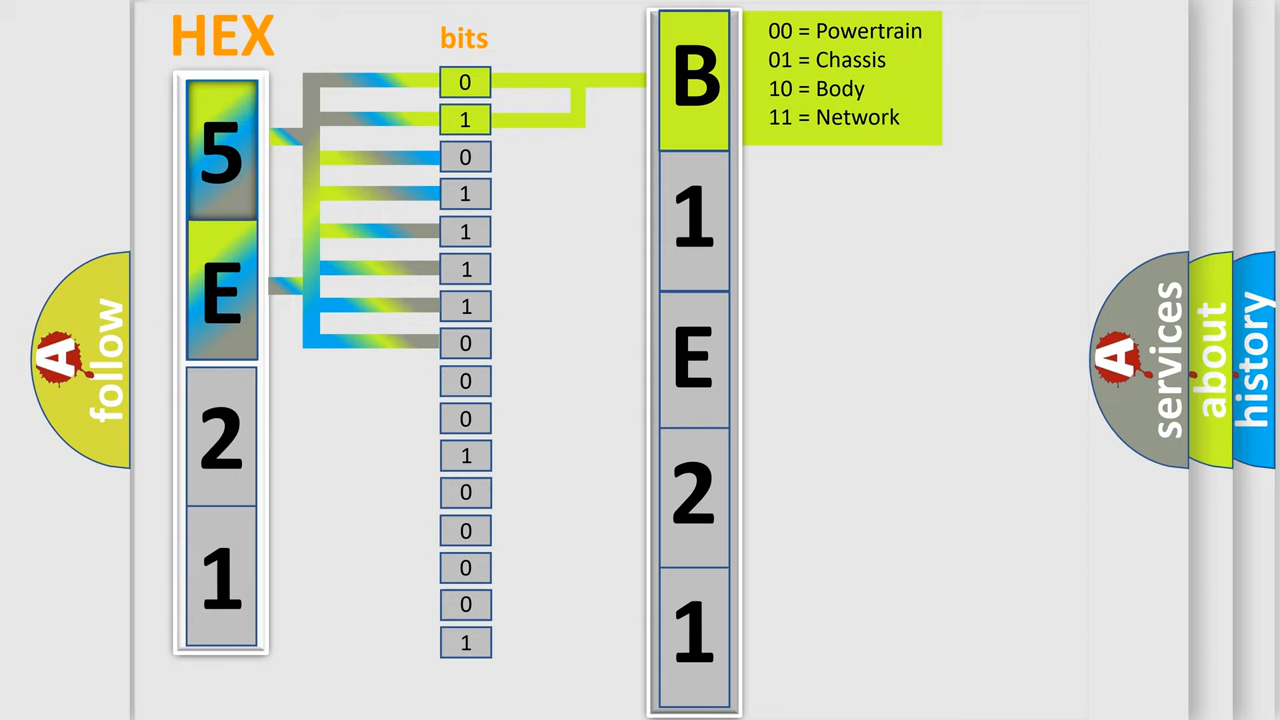 HEX
bits
5
E
2
1
0
1
0
1
1
1
1
0
0
0
1
0
0
0
0
1
B
1
E
2
1
00 = Powertrain
01 = Chassis
10 = Body
11 = Network
A
follow
A
services
about
history